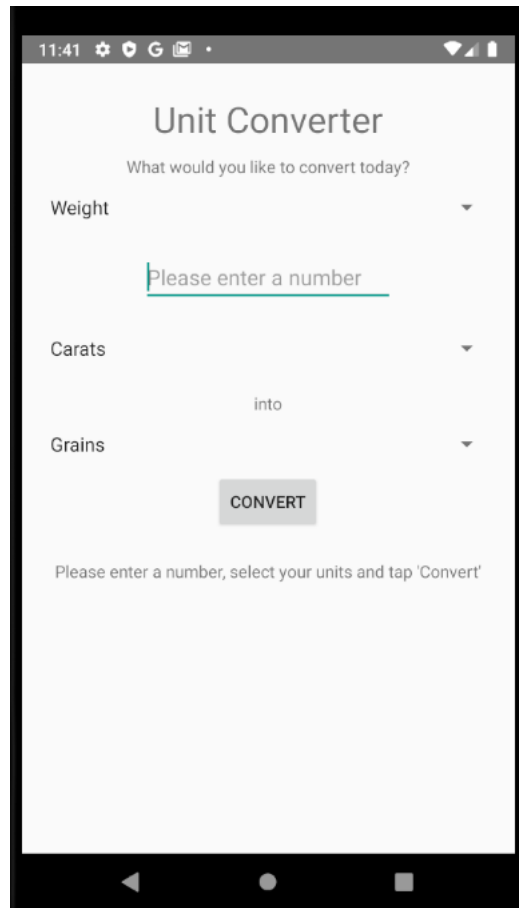 11:41 G
Unit Converter
What would you like to convert today?
Weight
Please enter a number
Carats
into
Grains
CONVERT
Please enter a number, select your units and tap 'Convert'